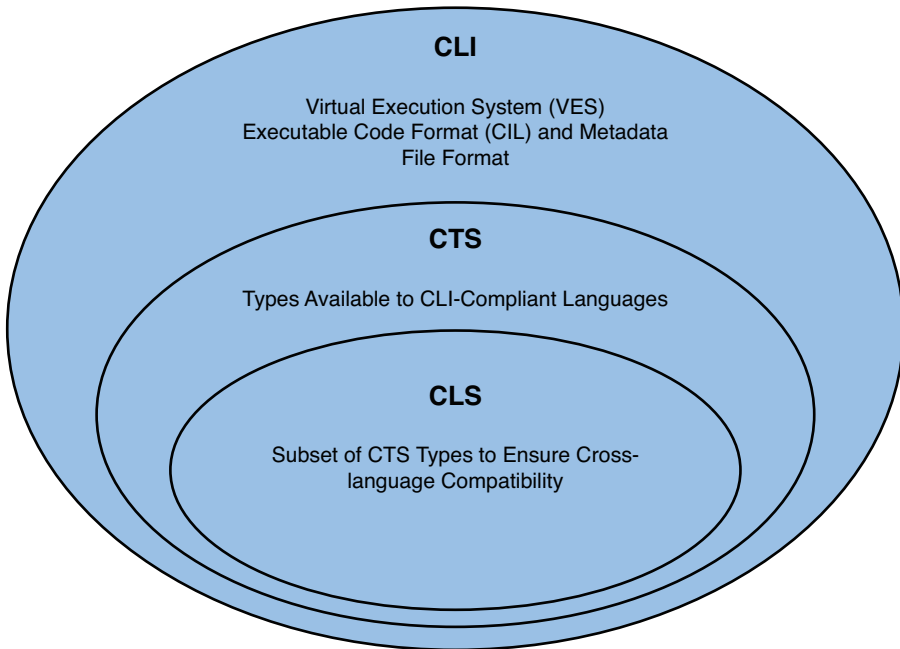 CLI
Virtual Execution System (VES)
Executable Code Format (CIL) and Metadata
File Format
CTS
Types Available to CLI-Compliant Languages
CLS
Subset of CTS Types to Ensure Cross-
language Compatibility